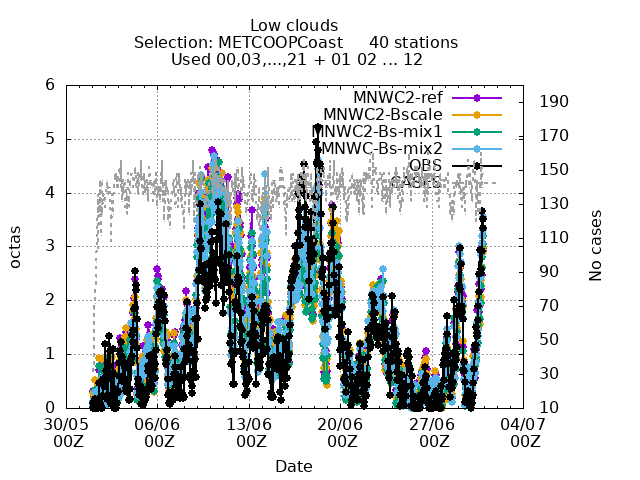 Low clouds
Selection: METCOOPCoast 40 stations
Used 00,03,...,21 + 01 02 ... 12
6
5
4
3
2
1
0
octas
MNWC2-ref
MNWC2-Bscale
MNWC2-Bs-mix1
MNWC-Bs-mix2
OBS
CASES
190
170
150
130
110
90
70
50
30
10
No cases
30/05 06/06 13/06 20/06 27/06 04/07
00Z 00Z 00Z 00Z 00Z 00Z
Date